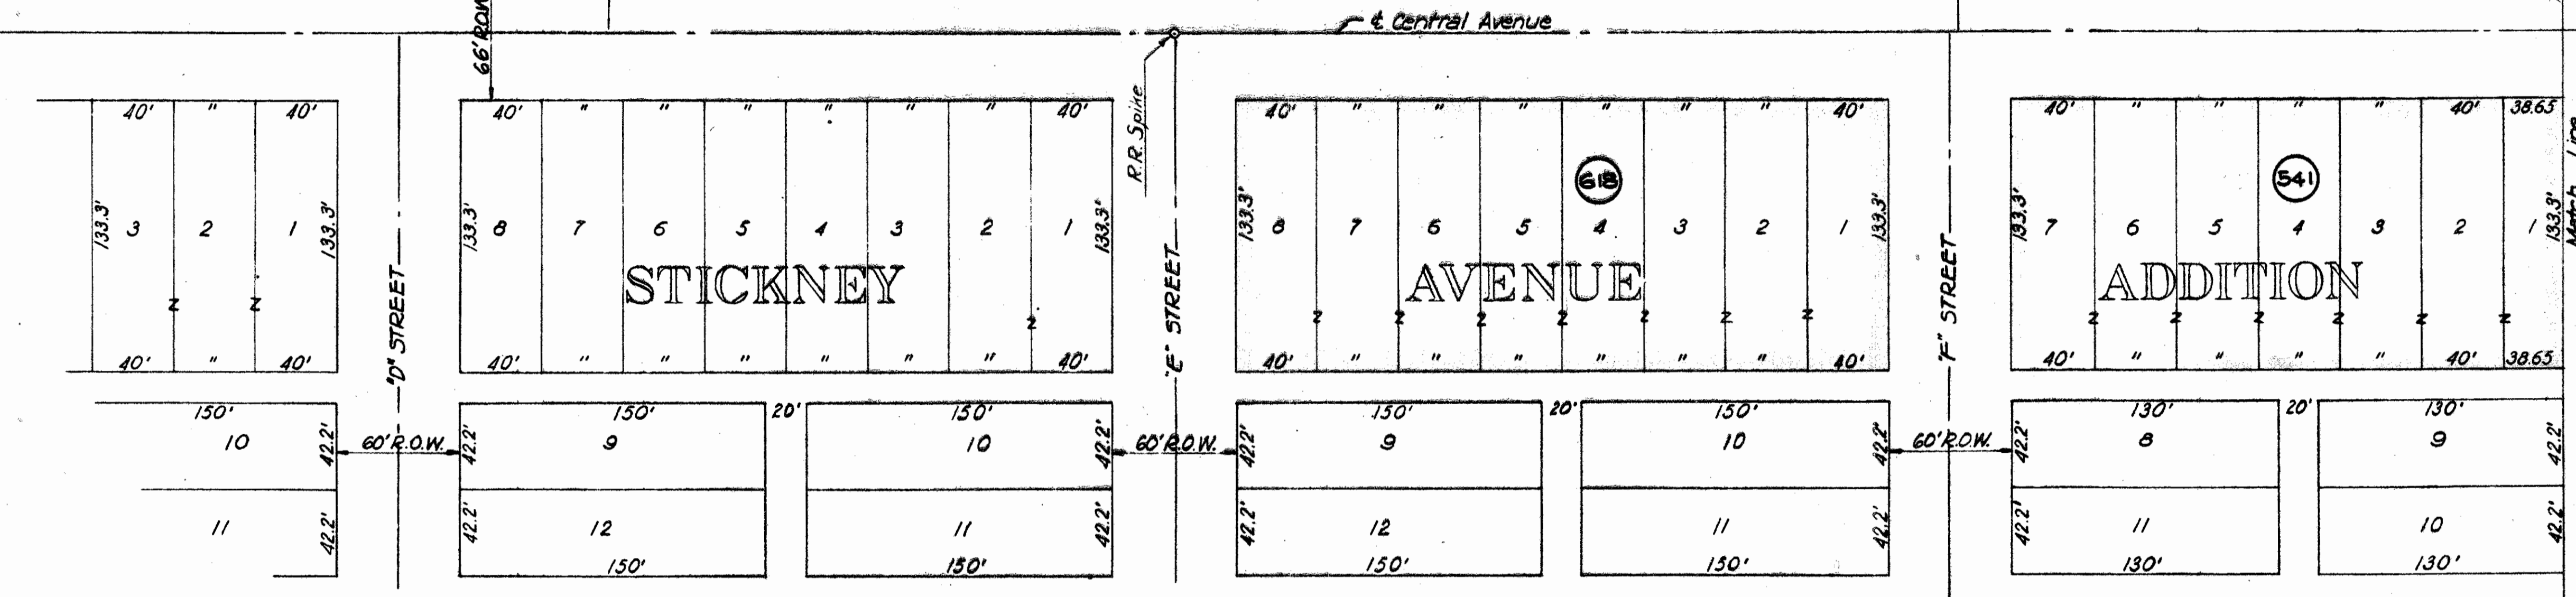 66' R.O.W.
℄ Central Avenue
R.R. Spike
40' " 40'
40' " " " " " " 40'
40' " " " " " " 40'
40' " " " " 40' 38.65
618
541
133.3' 3 2 1 133.3'
133.3' 8 7 6 5 4 3 2 1 133.3'
133.3' 8 7 6 5 4 3 2 1 133.3'
133.3' 7 6 5 4 3 2 1 133.3'
Match Line
STICKNEY AVENUE ADDITION
"D" STREET
"E" STREET
"F" STREET
z z z z z z z z z z z z z z z z
40' " 40'
40' " " " " " " 40'
40' " " " " " " 40'
40' " " " " 40' 38.65
150' 150' 20' 150' 150' 20' 150' 130' 20' 130'
10 42.2' 60' R.O.W. 42.2' 9 10 42.2' 60' R.O.W. 42.2' 9 10 42.2' 60' R.O.W. 42.2' 8 9 42.2'
11 42.2' 42.2' 12 11 42.2' 42.2' 12 11 42.2' 42.2' 11 10 42.2'
150' 150' 150' 150' 130' 130'